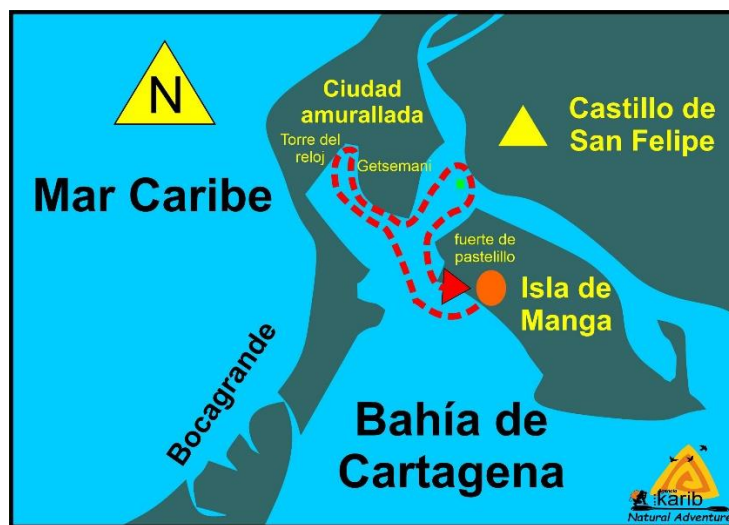 N
Ciudad
amurallada
Torre del
reloj
Getsemani
Castillo de
San Felipe
Mar Caribe
fuerte de
pastelillo
Isla de
Manga
Bocagrande
Bahía de
Cartagena
karib
Natural Adventure